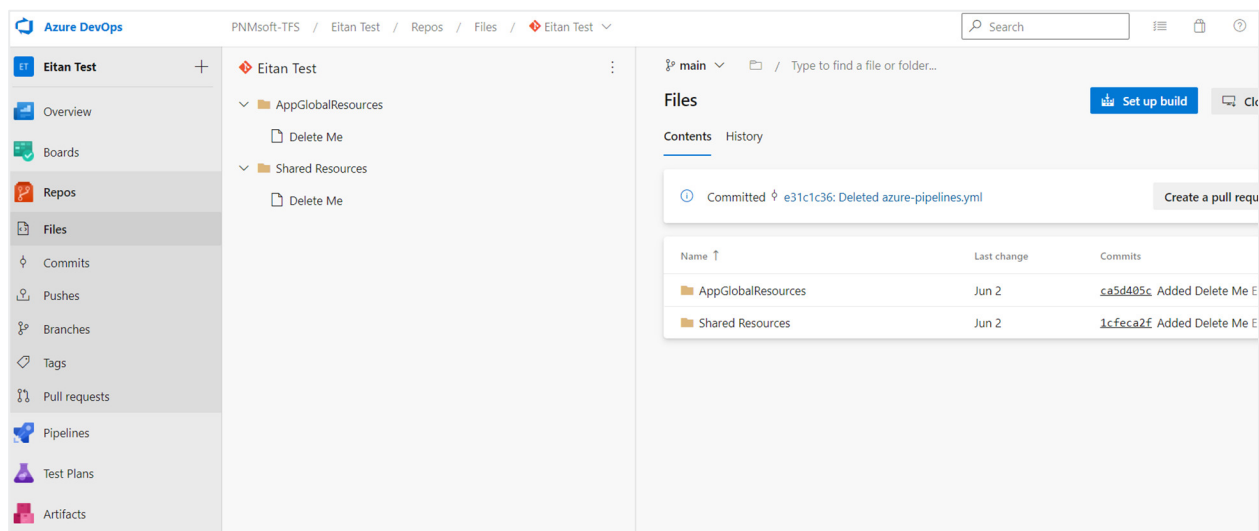 Azure DevOps
PNMsoft-TFS / Eitan Test / Repos / Files / Eitan Test
Search
ET Eitan Test
Overview
Boards
Repos
Files
Commits
Pushes
Branches
Tags
Pull requests
Pipelines
Test Plans
Artifacts
Eitan Test
AppGlobalResources
Delete Me
Shared Resources
Delete Me
main / Type to find a file or folder...
Files
Set up build
Clo
Contents History
Committed e31c1c36: Deleted azure-pipelines.yml
Create a pull requ
Name ↑ Last change Commits
AppGlobalResources Jun 2 ca5d405c Added Delete Me E
Shared Resources Jun 2 1cfeca2f Added Delete Me E